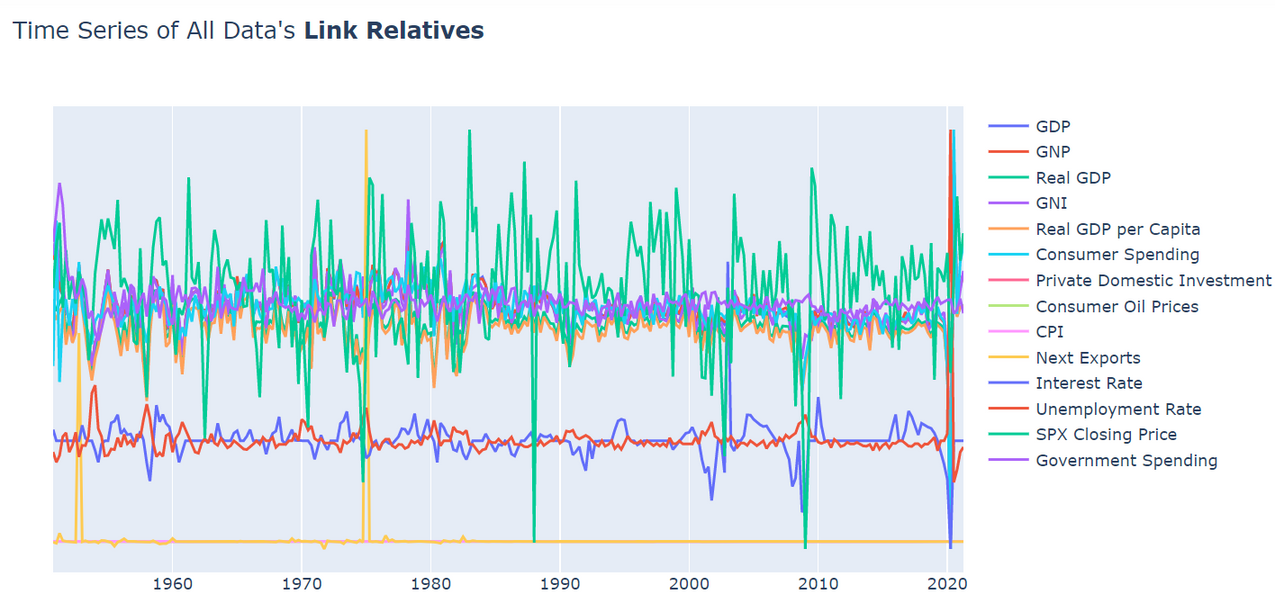 Time Series of All Data's Link Relatives
GDP
GNP
Real GDP
GNI
Real GDP per Capita
Consumer Spending
Private Domestic Investment
Consumer Oil Prices
CPI
Next Exports
Interest Rate
Unemployment Rate
SPX Closing Price
Government Spending
1960 1970 1980 1990 2000 2010 2020